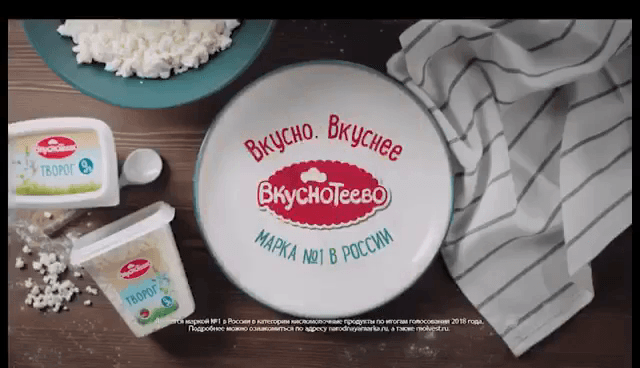 Вкусно. Вкуснее
Вкуснотеево
МАРКА №1 В РОССИИ
Вкуснотеево
ТВОРОГ
9%
Вкуснотеево
ТВОРОГ
маркой №1 в России в категории кисломолочные продукты по итогам голосования 2018 года.
Подробнее можно ознакомиться по адресу narodnayamarka.ru, а также molvest.ru.